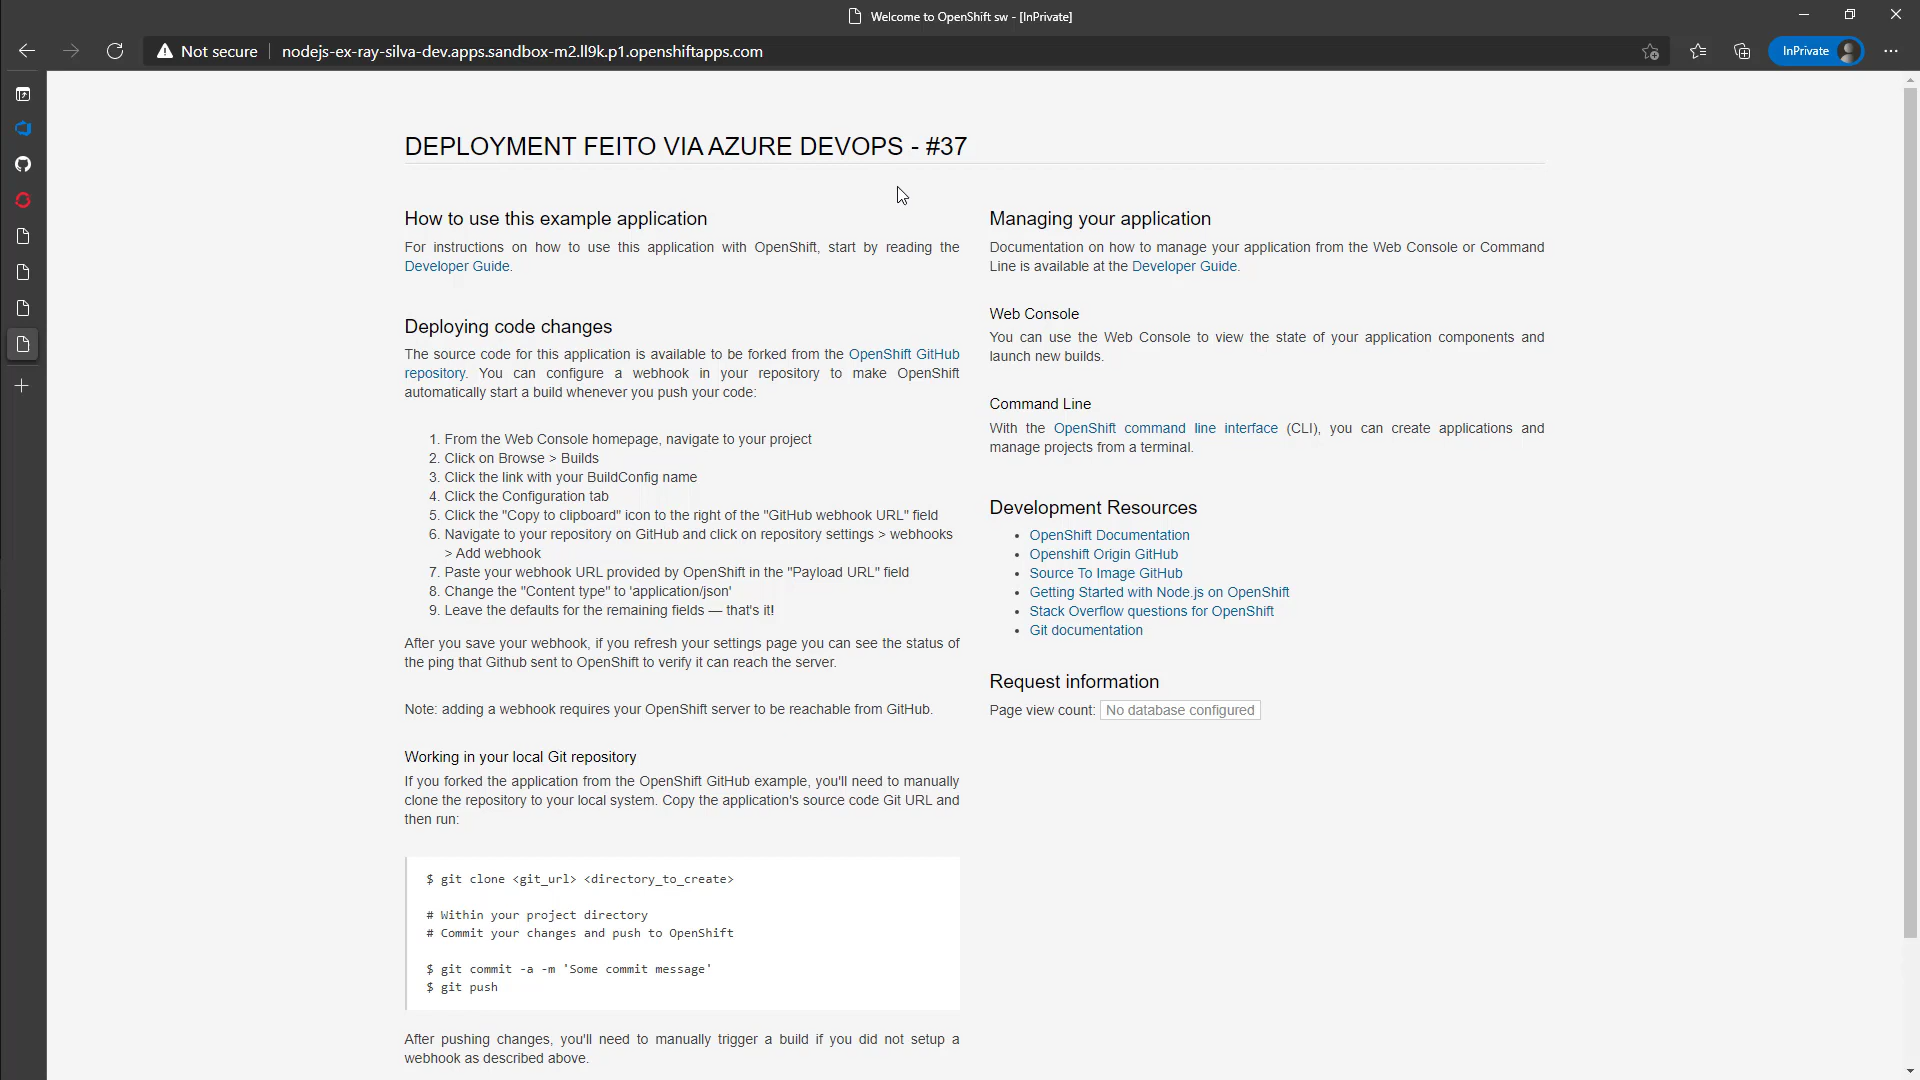 Welcome to OpenShift sw - [InPrivate]
Not secure
nodejs-ex-ray-silva-dev.apps.sandbox-m2.ll9k.p1.openshiftapps.com
InPrivate
DEPLOYMENT FEITO VIA AZURE DEVOPS - #37
How to use this example application
For instructions on how to use this application with OpenShift, start by reading the
Developer Guide.
Deploying code changes
The source code for this application is available to be forked from the OpenShift GitHub
repository. You can configure a webhook in your repository to make OpenShift
automatically start a build whenever you push your code:
1. From the Web Console homepage, navigate to your project
2. Click on Browse > Builds
3. Click the link with your BuildConfig name
4. Click the Configuration tab
5. Click the "Copy to clipboard" icon to the right of the "GitHub webhook URL" field
6. Navigate to your repository on GitHub and click on repository settings > webhooks
> Add webhook
7. Paste your webhook URL provided by OpenShift in the "Payload URL" field
8. Change the "Content type" to 'application/json'
9. Leave the defaults for the remaining fields — that's it!
After you save your webhook, if you refresh your settings page you can see the status of
the ping that Github sent to OpenShift to verify it can reach the server.
Note: adding a webhook requires your OpenShift server to be reachable from GitHub.
Working in your local Git repository
If you forked the application from the OpenShift GitHub example, you'll need to manually
clone the repository to your local system. Copy the application's source code Git URL and
then run:
$ git clone <git_url> <directory_to_create>
# Within your project directory
# Commit your changes and push to OpenShift
$ git commit -a -m 'Some commit message'
$ git push
After pushing changes, you'll need to manually trigger a build if you did not setup a
webhook as described above.
Managing your application
Documentation on how to manage your application from the Web Console or Command
Line is available at the Developer Guide.
Web Console
You can use the Web Console to view the state of your application components and
launch new builds.
Command Line
With the OpenShift command line interface (CLI), you can create applications and
manage projects from a terminal.
Development Resources
OpenShift Documentation
Openshift Origin GitHub
Source To Image GitHub
Getting Started with Node.js on OpenShift
Stack Overflow questions for OpenShift
Git documentation
Request information
Page view count: No database configured